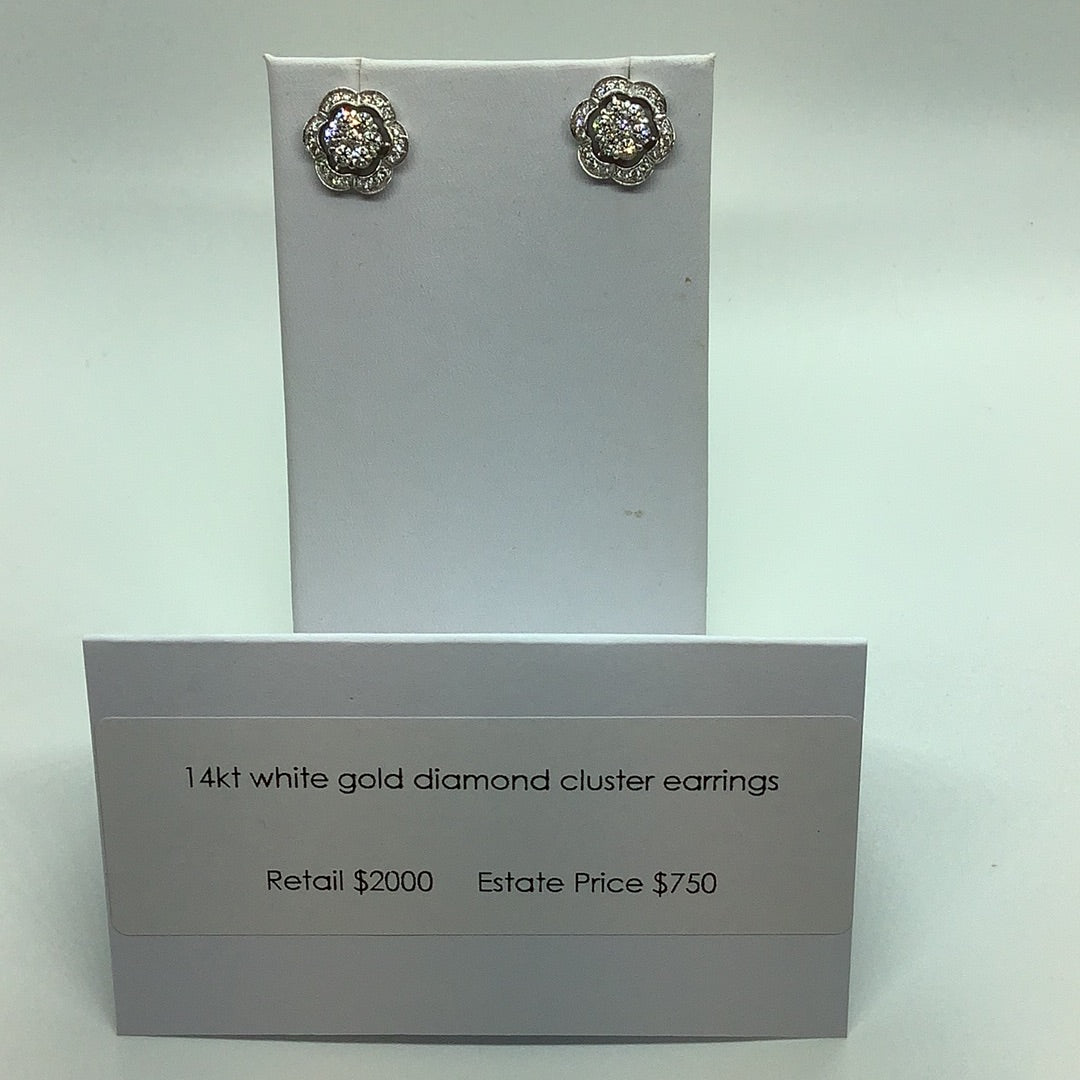 14kt white gold diamond cluster earrings
Retail $2000 Estate Price $750